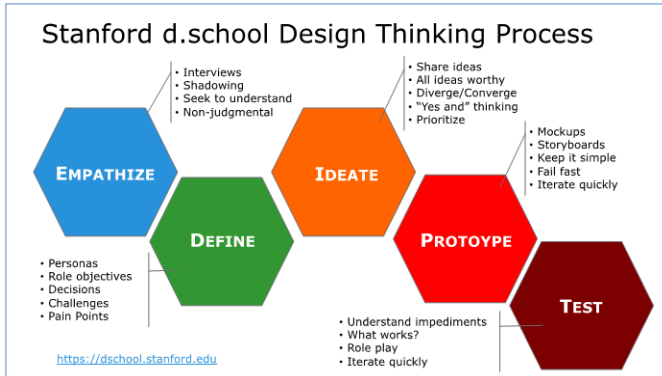 Stanford d.school Design Thinking Process
• Interviews
• Shadowing
• Seek to understand
• Non-judgmental
EMPATHIZE
• Personas
• Role objectives
• Decisions
• Challenges
• Pain Points
DEFINE
• Share ideas
• All ideas worthy
• Diverge/Converge
• “Yes and” thinking
• Prioritize
IDEATE
• Mockups
• Storyboards
• Keep it simple
• Fail fast
• Iterate quickly
PROTOYPE
• Understand impediments
• What works?
• Role play
• Iterate quickly
TEST
https://dschool.stanford.edu